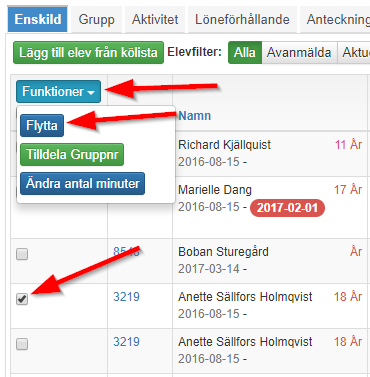 Enskild Grupp Aktivitet Löneförhållande Anteckning
Lägg till elev från kölista Elevfilter: Alla Avanmälda Aktu
Funktioner
Flytta
Namn
Tilldela Gruppnr
Ändra antal minuter
Richard Kjällquist 11 År
2016-08-15 -
Marielle Dang 17 År
2016-08-15 - 2017-02-01
Boban Sturegård År
2017-03-14 -
3219 Anette Sällfors Holmqvist 18 År
2016-08-15 -
3219 Anette Sällfors Holmqvist 18 År
2016-08-15 -